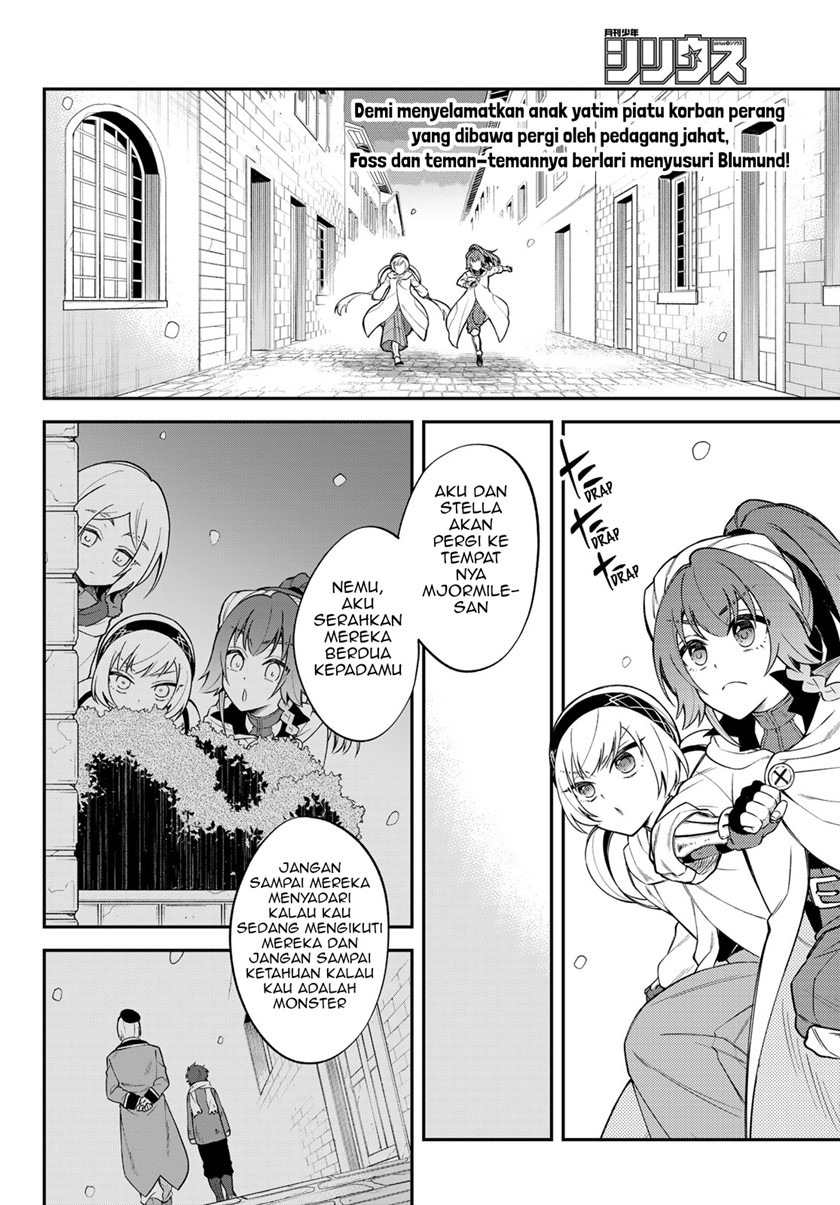 月刊少年
シリウス
Demi menyelamatkan anak yatim piatu korban perang
yang dibawa pergi oleh pedagang jahat,
Foss dan teman-temannya berlari menyusuri Blumund!
タッ
DRAP
タッ
DRAP
タッ
DRAP
AKU DAN
STELLA
AKAN
PERGI KE
TEMPAT
NYA
MJORMILE-
SAN
NEMU,
AKU
SERAHKAN
MEREKA
BERDUA
KEPADAMU
JANGAN
SAMPAI MEREKA
MENYADARI
KALAU KAU
SEDANG MENGIKUTI
MEREKA DAN
JANGAN SAMPAI
KETAHUAN KALAU
KAU ADALAH
MONSTER